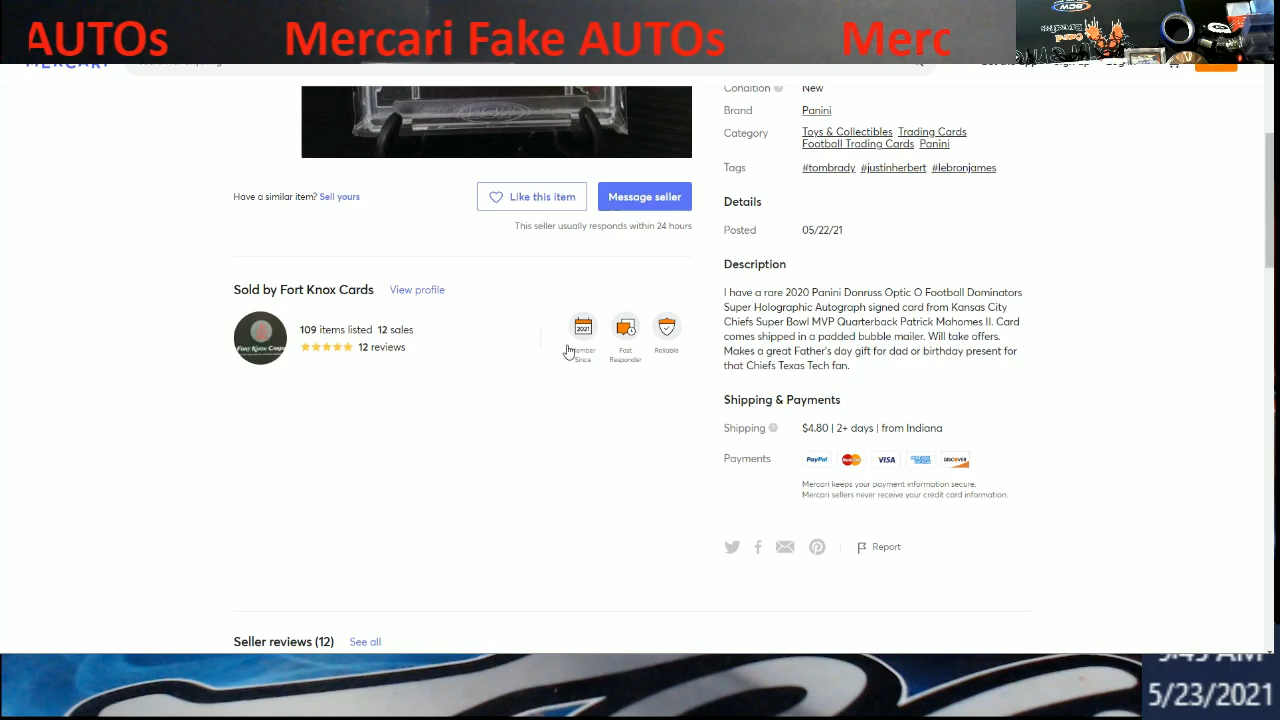 AUTOs Mercari Fake AUTOs Merc
Condition New
Brand Panini
Category Toys & Collectibles Trading Cards
Football Trading Cards Panini
Tags #tombrady #justinherbert #lebronjames
Have a similar item? Sell yours
Like this item
Message seller
This seller usually responds within 24 hours
Details
Posted 05/22/21
Description
I have a rare 2020 Panini Donruss Optic O Football Dominators
Super Holographic Autograph signed card from Kansas City
Chiefs Super Bowl MVP Quarterback Patrick Mahomes II. Card
comes shipped in a padded bubble mailer. Will take offers.
Makes a great Father's day gift for dad or birthday present for
that Chiefs Texas Tech fan.
Sold by Fort Knox Cards View profile
109 items listed 12 sales
12 reviews
FORT KNOX CARDS
2021
Since
Fast
Responder
Reliable
Shipping & Payments
Shipping $4.80 | 2+ days | from Indiana
Payments PayPal MasterCard VISA AMERICAN EXPRESS DISCOVER
Mercari keeps your payment information secure.
Mercari sellers never receive your credit card information.
Report
Seller reviews (12) See all
5/23/2021